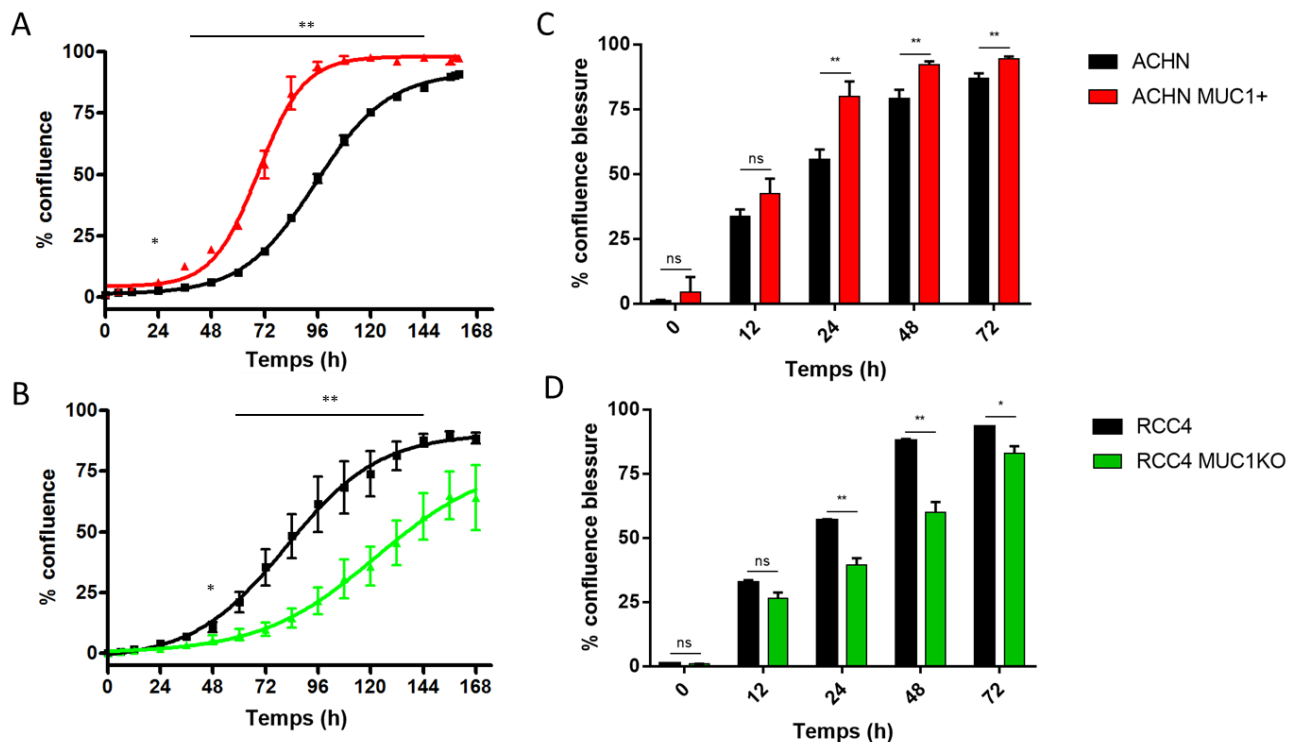 A
**
100
75
50
25
0
% confluence
*
0 24 48 72 96 120 144 168
Temps (h)
B
**
100
75
50
25
0
% confluence
*
0 24 48 72 96 120 144 168
Temps (h)
C
100
75
50
25
0
% confluence blessure
ns ns ** ** **
0 12 24 48 72
Temps (h)
ACHN
ACHN MUC1+
D
100
75
50
25
0
% confluence blessure
ns ns ** ** *
0 12 24 48 72
Temps (h)
RCC4
RCC4 MUC1KO